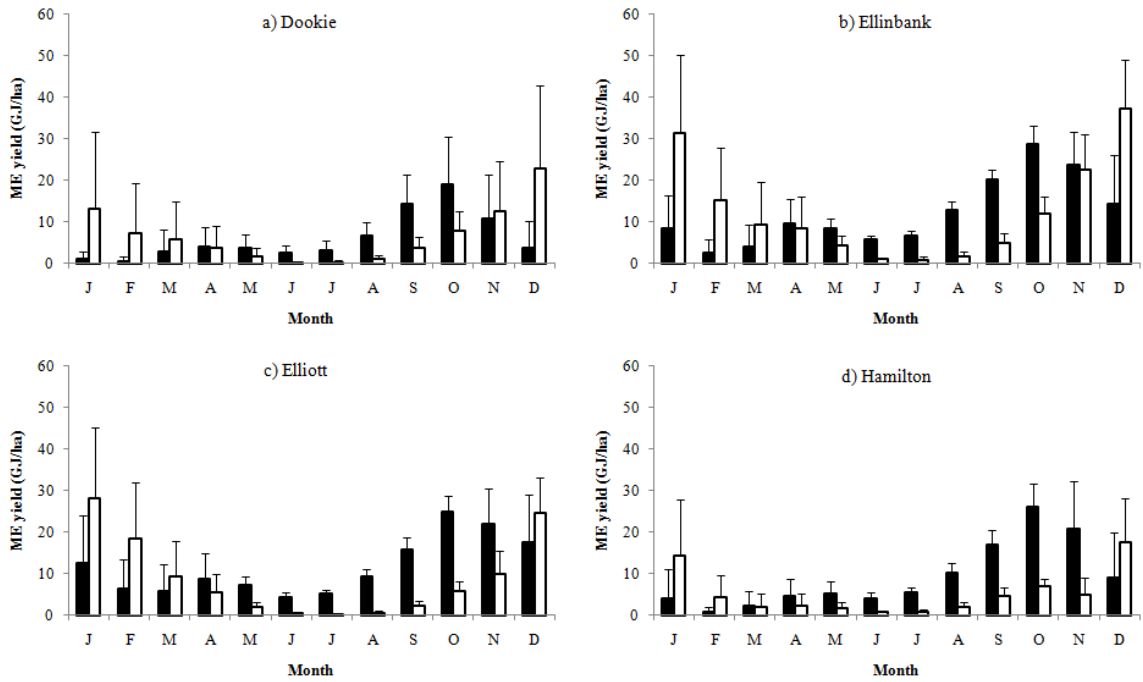 a) Dookie
60
50
40
30
20
10
0
ME yield (GJ/ha)
J F M A M J J A S O N D
Month
b) Ellinbank
60
50
40
30
20
10
0
ME yield (GJ/ha)
J F M A M J J A S O N D
Month
c) Elliott
60
50
40
30
20
10
0
ME yield (GJ/ha)
J F M A M J J A S O N D
Month
d) Hamilton
60
50
40
30
20
10
0
ME yield (GJ/ha)
J F M A M J J A S O N D
Month